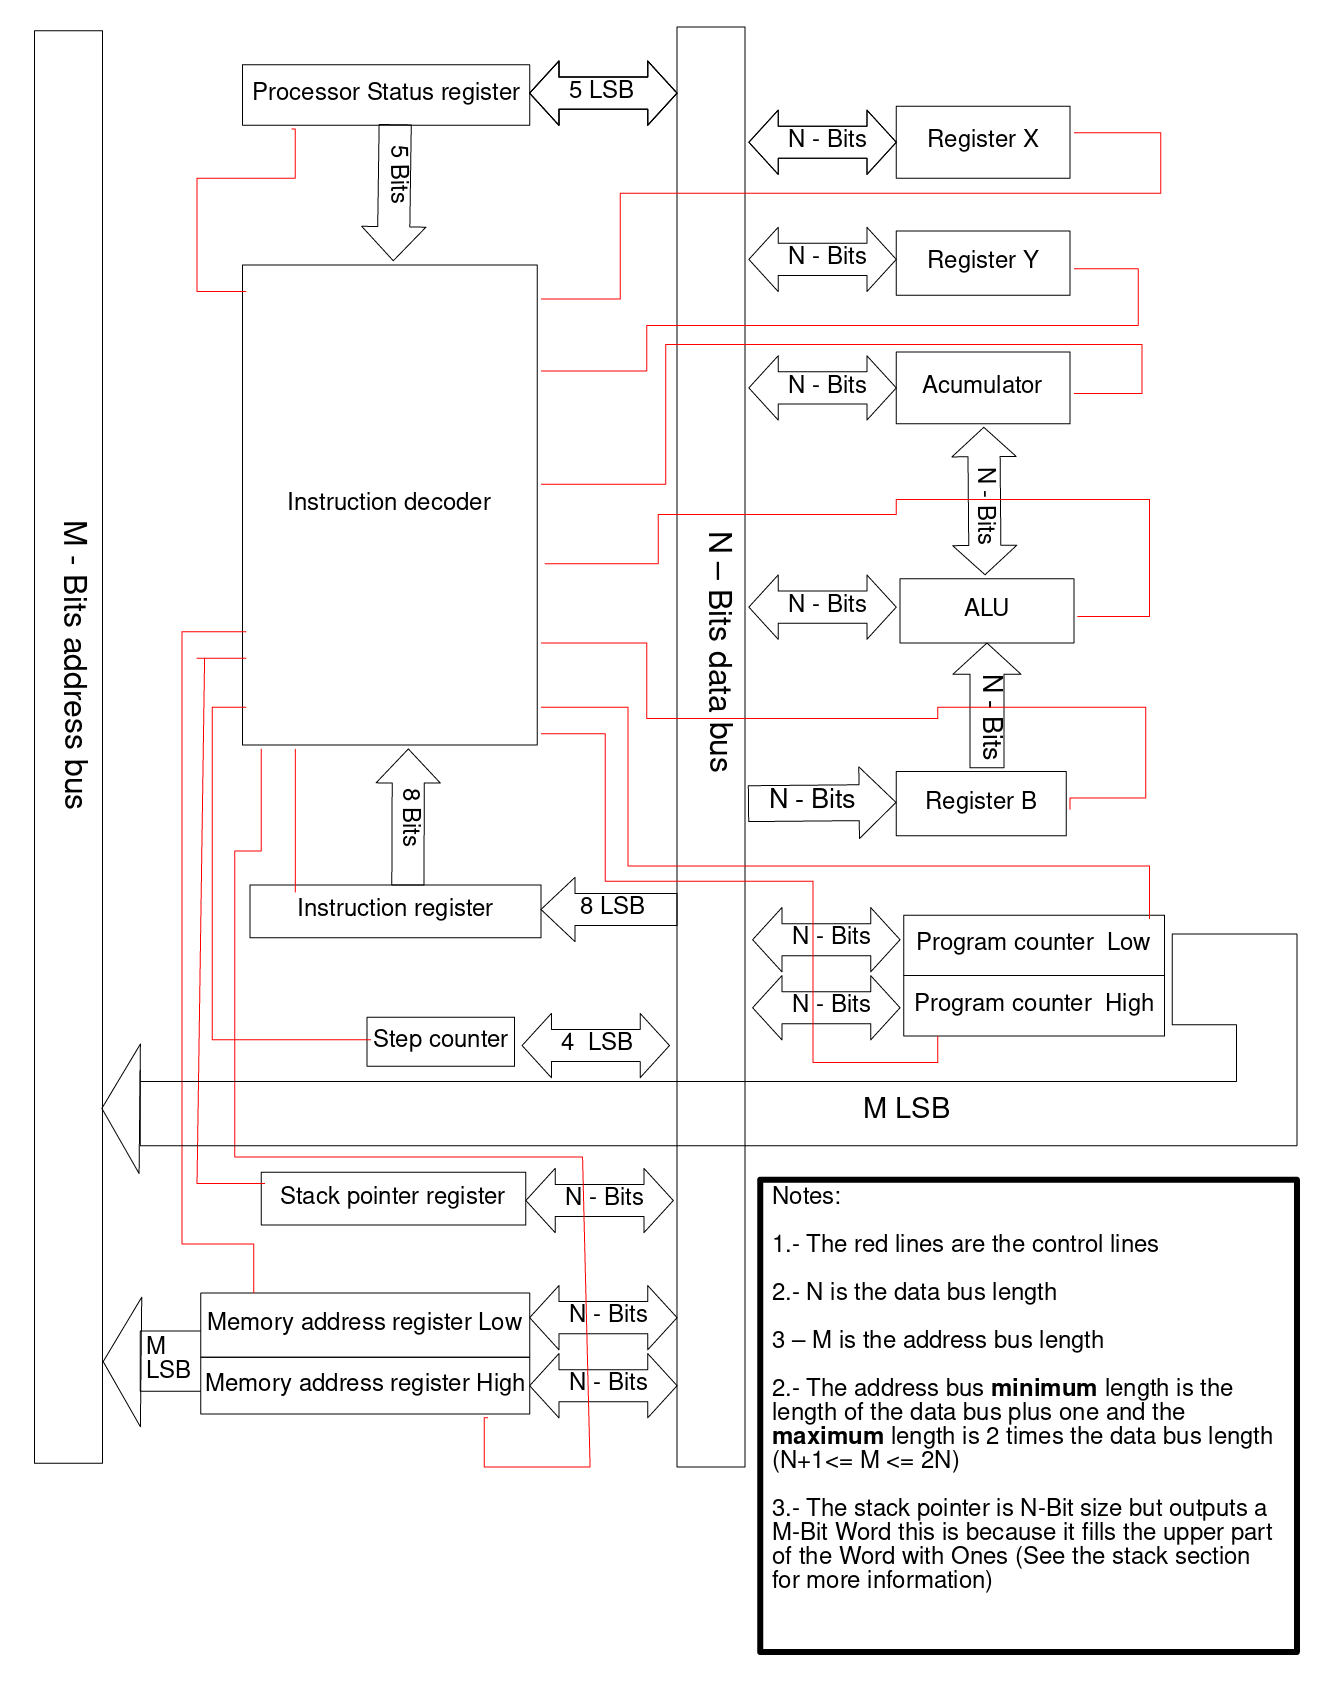 Processor Status register
5 LSB
5 Bits
N - Bits
Register X
N - Bits
Register Y
N - Bits
Acumulator
N - Bits
Instruction decoder
M - Bits address bus
N – Bits data bus
N - Bits
ALU
N - Bits
N - Bits
Register B
8 Bits
Instruction register
8 LSB
N - Bits
Program counter  Low
N - Bits
Program counter  High
Step counter
4  LSB
M LSB
Stack pointer register
N - Bits
Memory address register Low
N - Bits
M
LSB
Memory address register High
N - Bits
Notes:
1.- The red lines are the control lines
2.- N is the data bus length
3 – M is the address bus length
2.- The address bus minimum length is the
length of the data bus plus one and the
maximum length is 2 times the data bus length
(N+1<= M <= 2N)
3.- The stack pointer is N-Bit size but outputs a
M-Bit Word this is because it fills the upper part
of the Word with Ones (See the stack section
for more information)